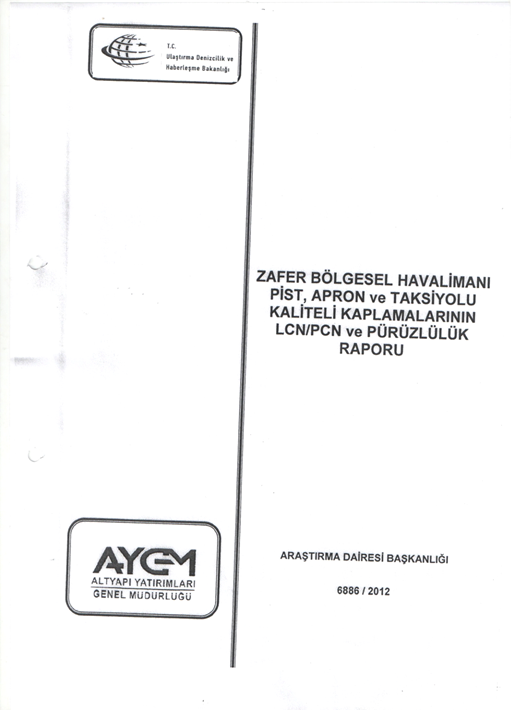 T.C.
Ulaştırma Denizcilik ve
Haberleşme Bakanlığı
ZAFER BÖLGESEL HAVALİMANI
PİST, APRON ve TAKSİYOLU
KALİTELİ KAPLAMALARININ
LCN/PCN ve PÜRÜZLÜLÜK
RAPORU
AYGM
ALTYAPI YATIRIMLARI
GENEL MÜDÜRLÜĞÜ
ARAŞTIRMA DAİRESİ BAŞKANLIĞI
6886 / 2012